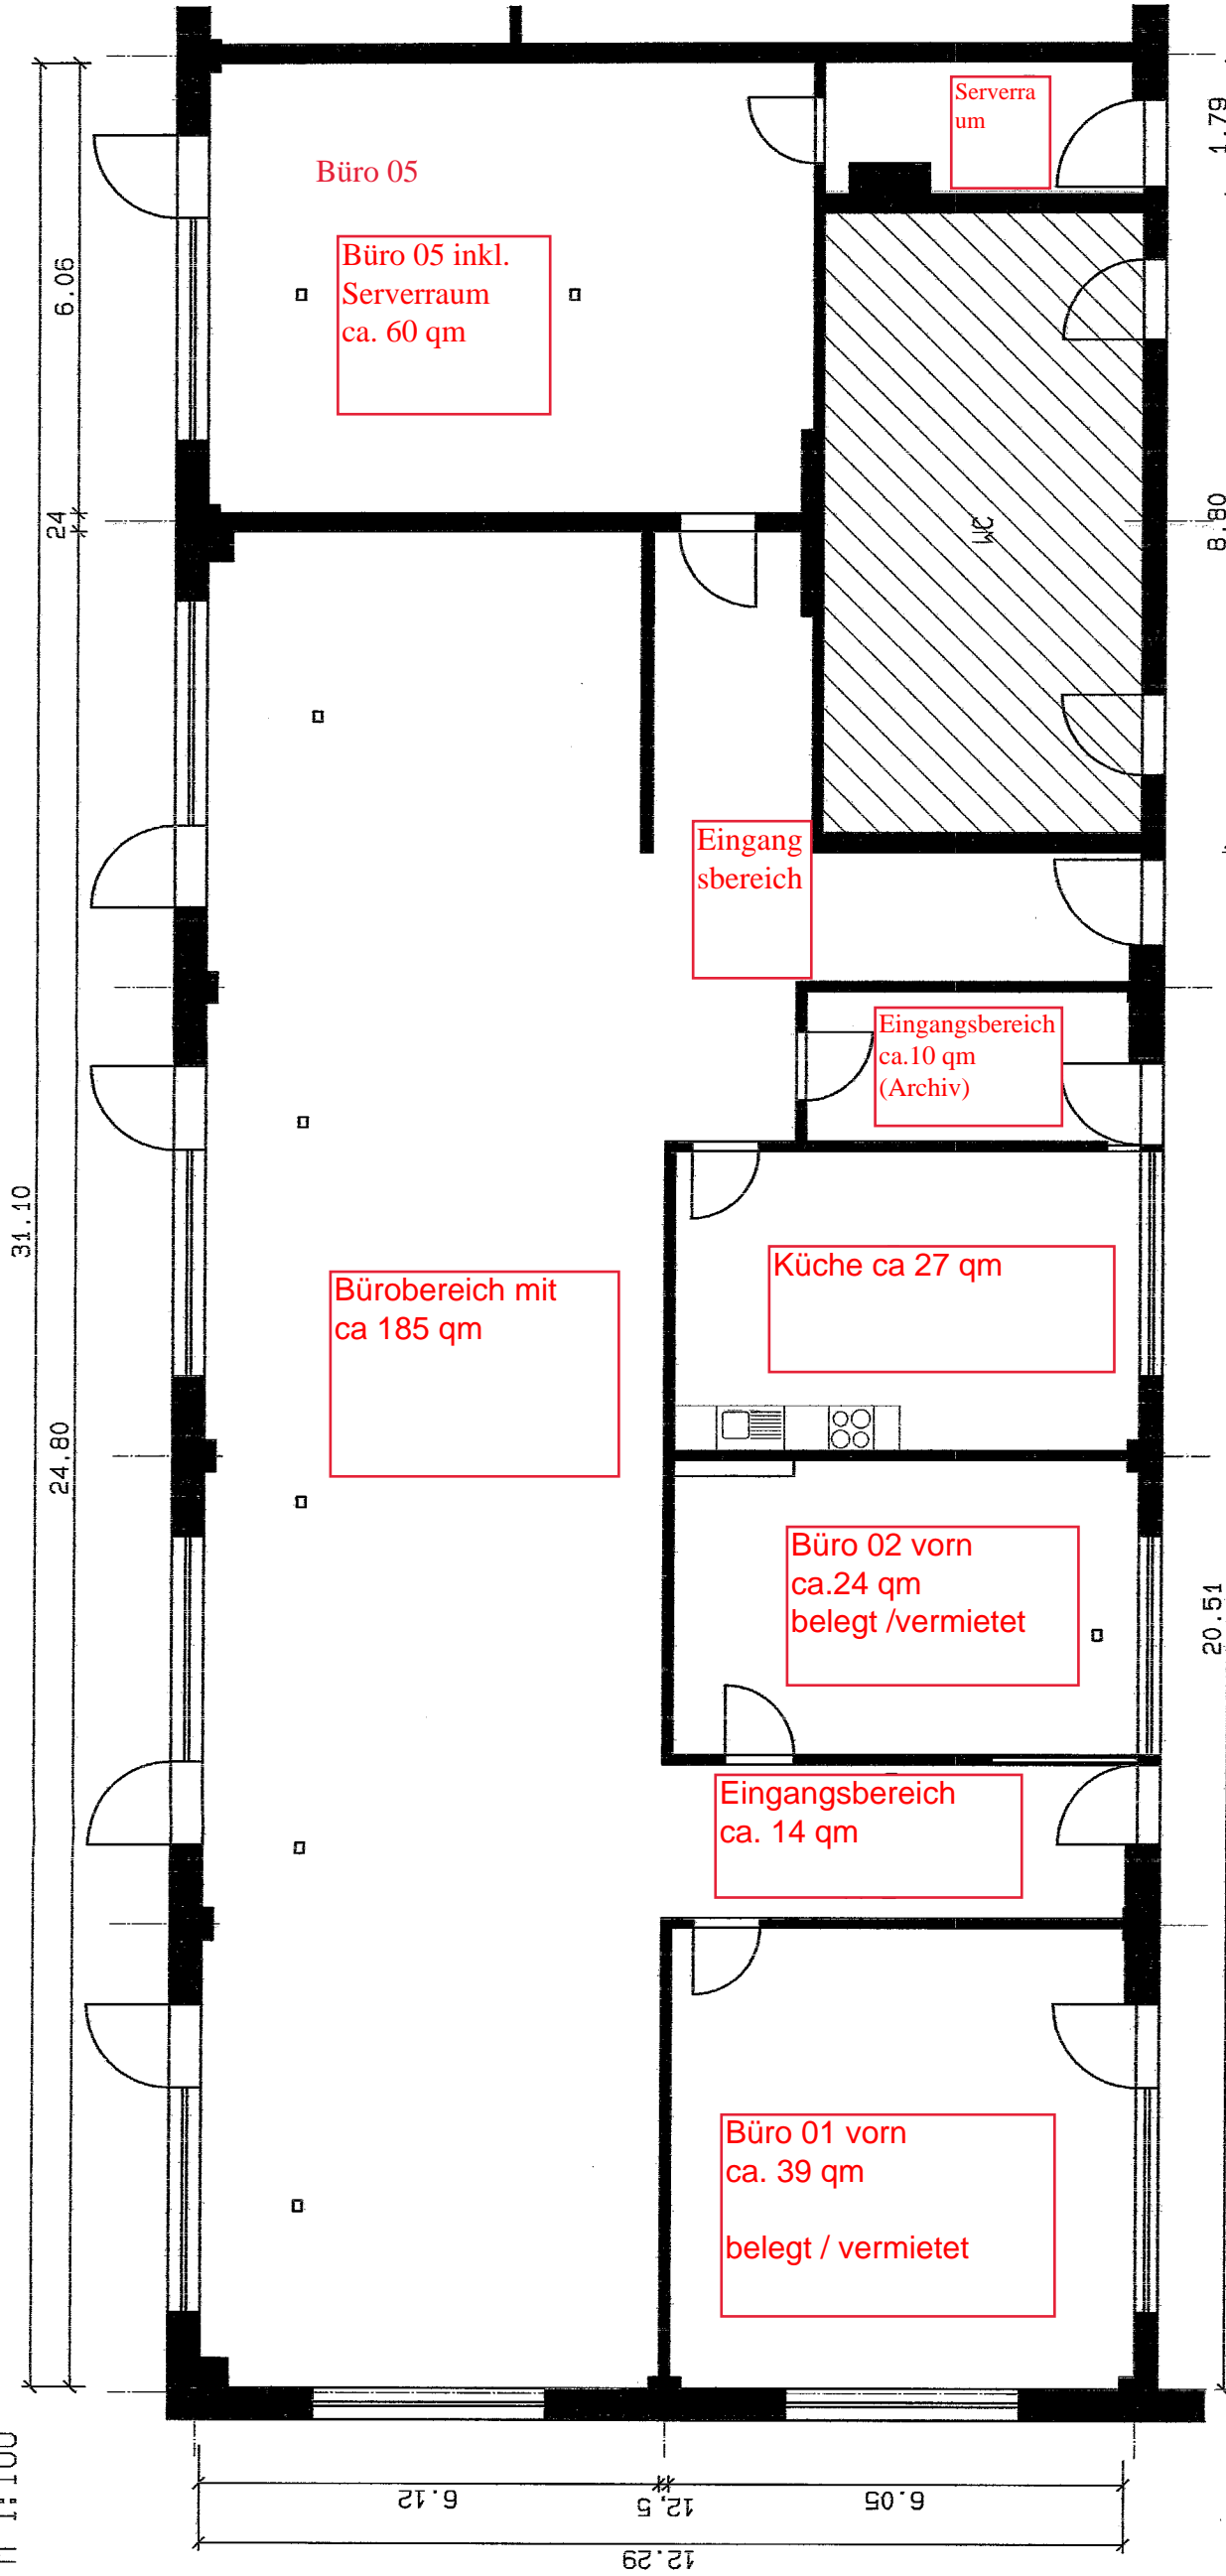 Serverra
um
1.79
Büro 05
Büro 05 inkl.
Serverraum
ca. 60 qm
6.06
24
WC
8.80
Eingang
sbereich
Eingangsbereich
ca.10 qm
(Archiv)
31.10
Küche ca 27 qm
Bürobereich mit
ca 185 qm
24.80
Büro 02 vorn
ca.24 qm
belegt /vermietet
20.51
Eingangsbereich
ca. 14 qm
Büro 01 vorn
ca. 39 qm
belegt / vermietet
1:100
6.12
12,5
6.05
12.29